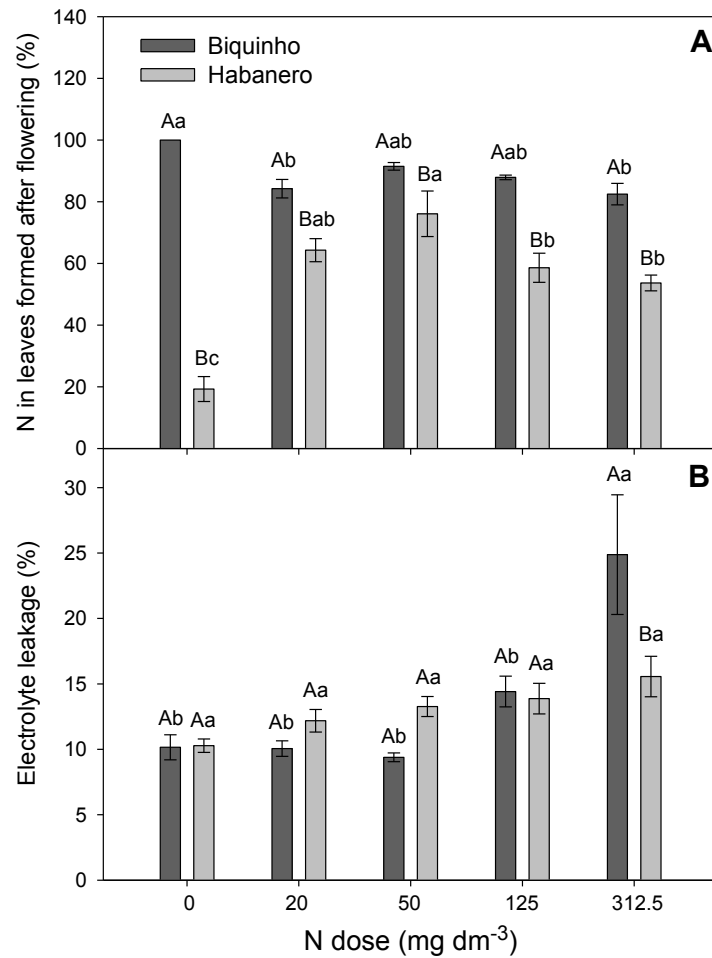 A
Biquinho
Habanero
N in leaves formed after flowering (%)
140
120
100
80
60
40
20
0
Aa
Bc
Ab
Bab
Aab
Ba
Aab
Bb
Ab
Bb
B
Electrolyte leakage (%)
30
25
20
15
10
5
0
Ab
Aa
Ab
Aa
Ab
Aa
Ab
Aa
Aa
Ba
0 20 50 125 312.5
N dose (mg dm⁻³)